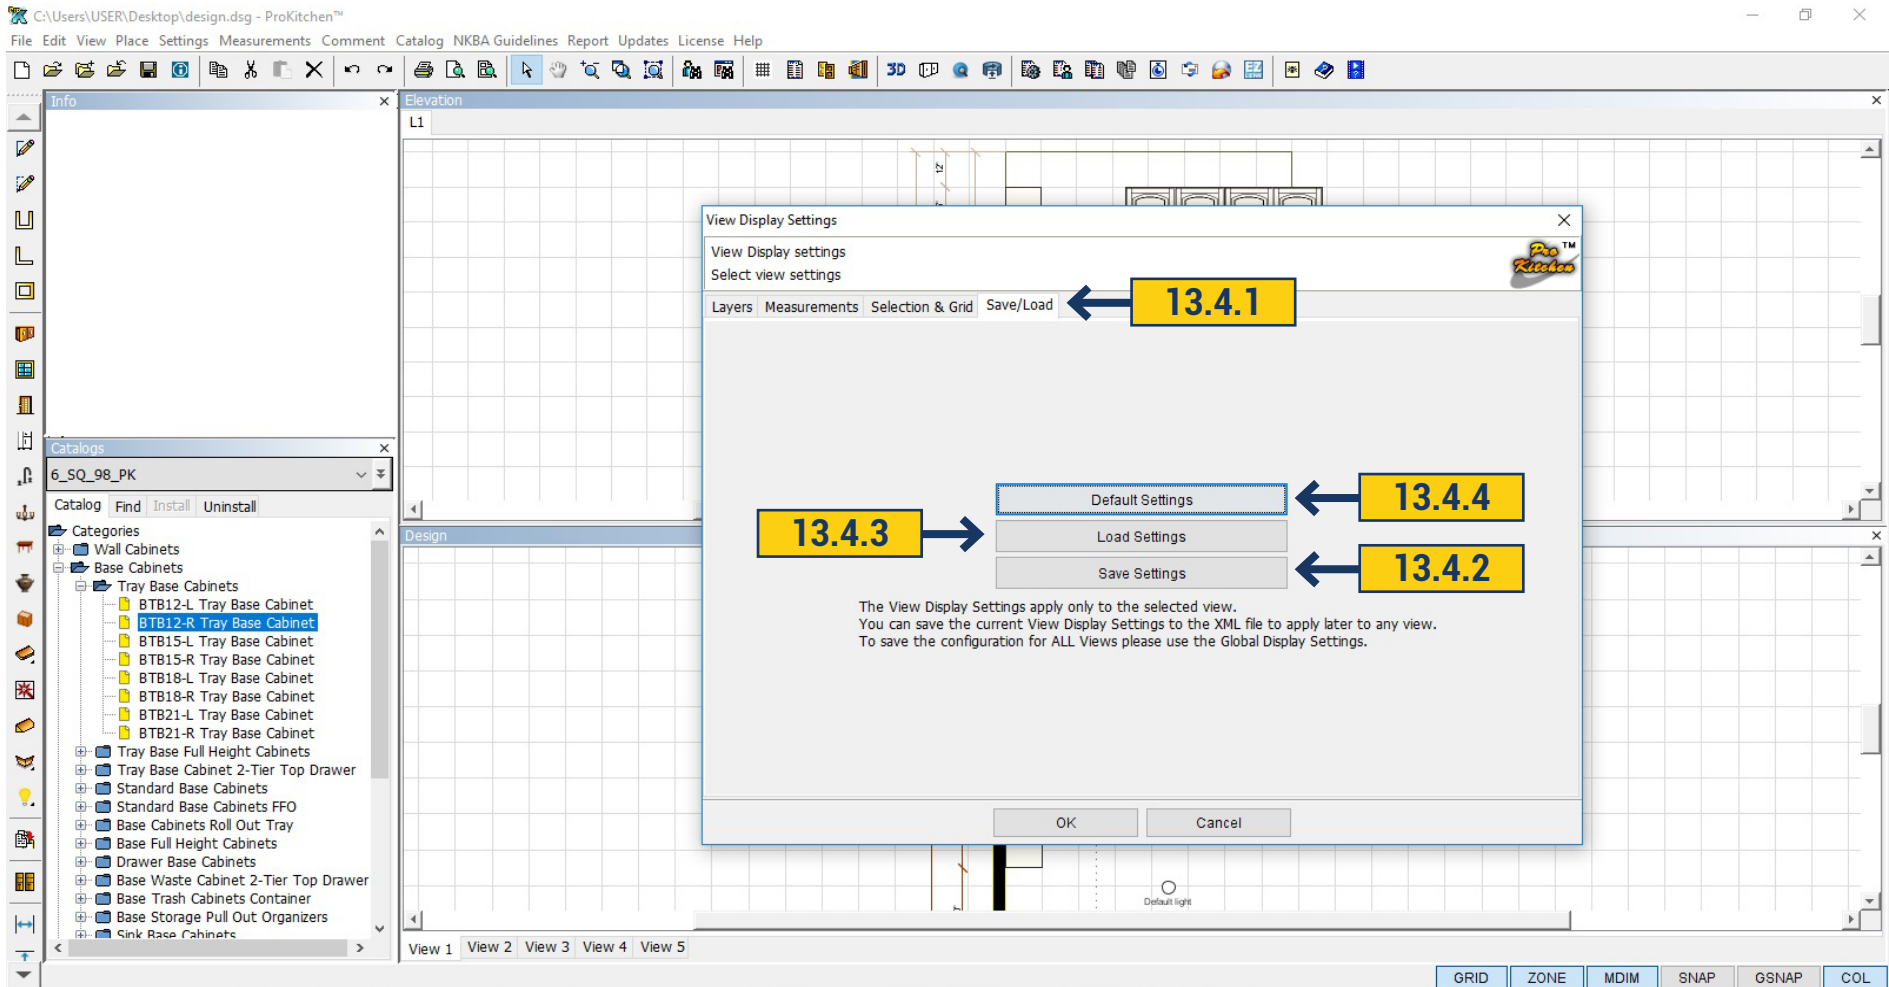 C:\Users\USER\Desktop\design.dsg - ProKitchen™
File Edit View Place Settings Measurements Comment Catalog NKBA Guidelines Report Updates License Help
3D
EZ
Info
Elevation
L1
12'
View Display Settings
View Display settings
Select view settings
Pro Kitchen TM
Layers Measurements Selection & Grid Save/Load
13.4.1
Default Settings
13.4.4
13.4.3
Load Settings
Save Settings
13.4.2
The View Display Settings apply only to the selected view.
You can save the current View Display Settings to the XML file to apply later to any view.
To save the configuration for ALL Views please use the Global Display Settings.
OK Cancel
Catalogs
6_SQ_98_PK
Catalog Find Install Uninstall
Categories
Wall Cabinets
Base Cabinets
Tray Base Cabinets
BTB12-L Tray Base Cabinet
BTB12-R Tray Base Cabinet
BTB15-L Tray Base Cabinet
BTB15-R Tray Base Cabinet
BTB18-L Tray Base Cabinet
BTB18-R Tray Base Cabinet
BTB21-L Tray Base Cabinet
BTB21-R Tray Base Cabinet
Tray Base Full Height Cabinets
Tray Base Cabinet 2-Tier Top Drawer
Standard Base Cabinets
Standard Base Cabinets FFO
Base Cabinets Roll Out Tray
Base Full Height Cabinets
Drawer Base Cabinets
Base Waste Cabinet 2-Tier Top Drawer
Base Trash Cabinets Container
Base Storage Pull Out Organizers
Sink Base Cabinets
Design
Default light
View 1 View 2 View 3 View 4 View 5
GRID ZONE MDIM SNAP GSNAP COL